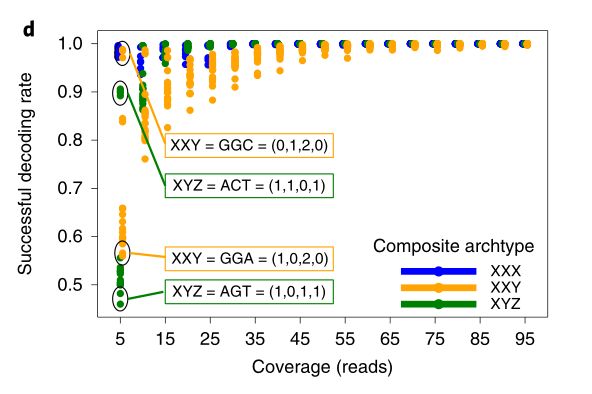 d
Successful decoding rate
1.0
0.9
0.8
0.7
0.6
0.5
XXY = GGC = (0,1,2,0)
XYZ = ACT = (1,1,0,1)
XXY = GGA = (1,0,2,0)
XYZ = AGT = (1,0,1,1)
Composite archtype
XXX
XXY
XYZ
5 15 25 35 45 55 65 75 85 95
Coverage (reads)